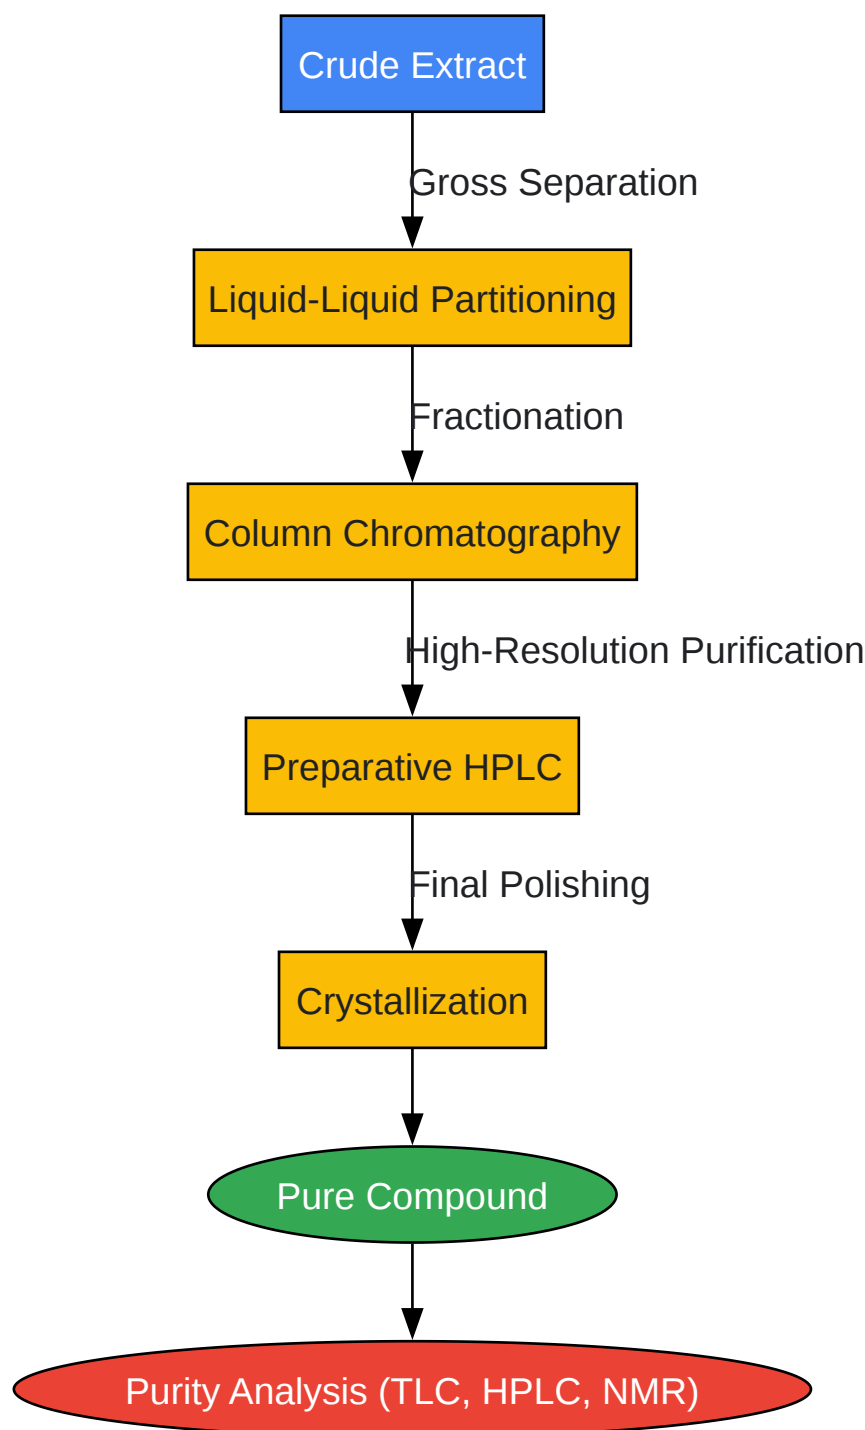 Crude Extract
Gross Separation
Liquid-Liquid Partitioning
Fractionation
Column Chromatography
High-Resolution Purification
Preparative HPLC
Final Polishing
Crystallization
Pure Compound
Purity Analysis (TLC, HPLC, NMR)